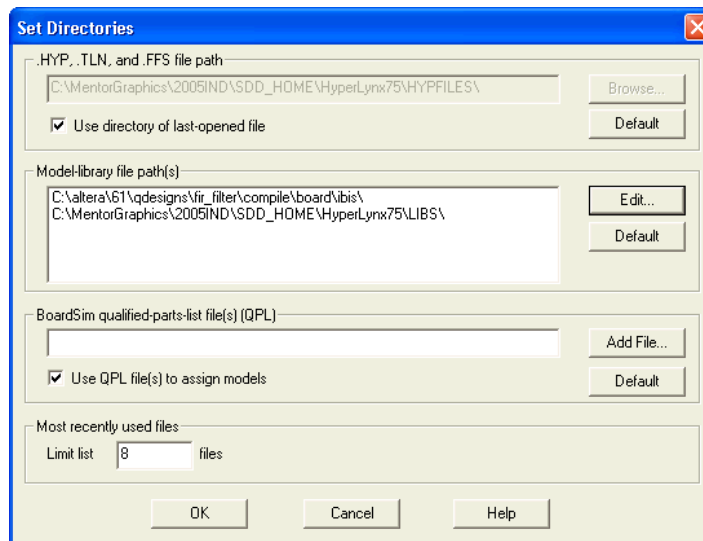 Set Directories
.HYP, .TLN, and .FFS file path
C:\MentorGraphics\2005IND\SDD_HOME\HyperLynx75\HYPFILES\
Browse...
Use directory of last-opened file
Default
Model-library file path(s)
C:\altera\61\qdesigns\fir_filter\compile\board\ibis\
C:\MentorGraphics\2005IND\SDD_HOME\HyperLynx75\LIBS\
Edit...
Default
BoardSim qualified-parts-list file(s) (QPL)
Add File...
Use QPL file(s) to assign models
Default
Most recently used files
Limit list 8 files
OK Cancel Help